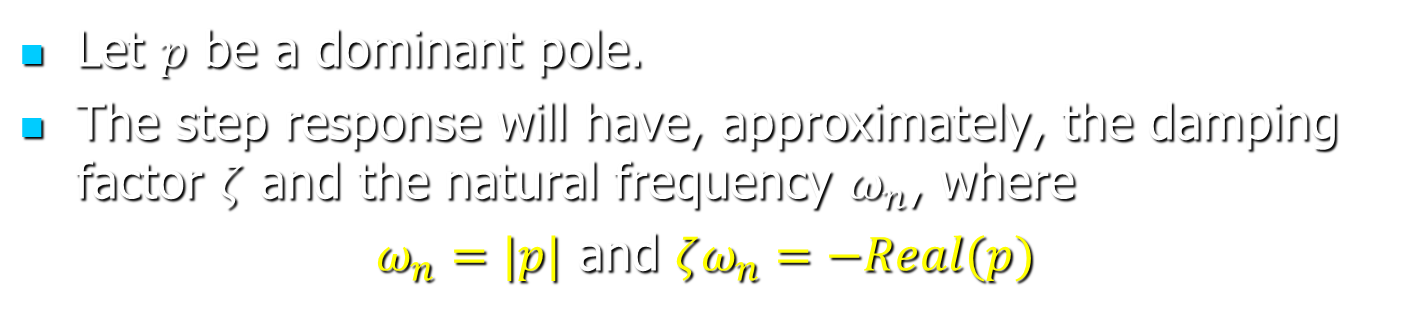 Let p be a dominant pole.
The step response will have, approximately, the damping
factor ζ and the natural frequency ωₙ, where
ωₙ = |p| and ζωₙ = −Real(p)